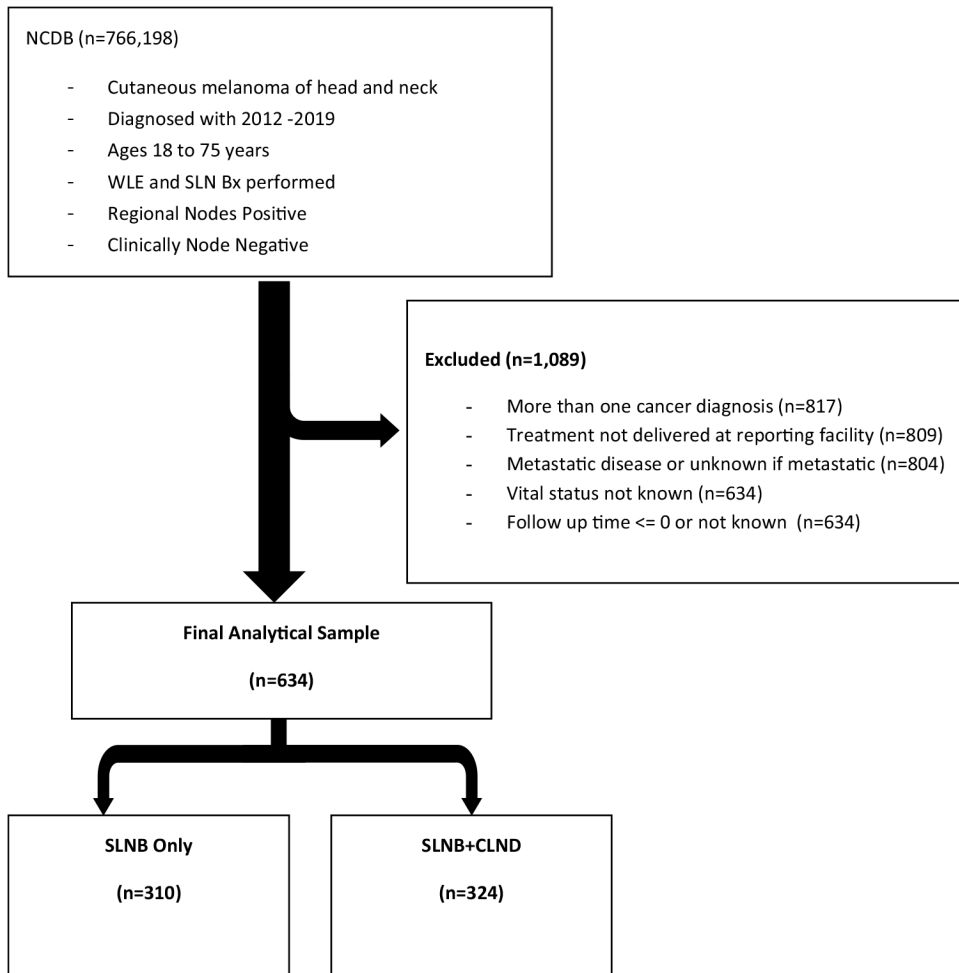 NCDB (n=766,198)
- Cutaneous melanoma of head and neck
- Diagnosed with 2012 -2019
- Ages 18 to 75 years
- WLE and SLN Bx performed
- Regional Nodes Positive
- Clinically Node Negative
Excluded (n=1,089)
- More than one cancer diagnosis (n=817)
- Treatment not delivered at reporting facility (n=809)
- Metastatic disease or unknown if metastatic (n=804)
- Vital status not known (n=634)
- Follow up time <= 0 or not known (n=634)
Final Analytical Sample
(n=634)
SLNB Only
(n=310)
SLNB+CLND
(n=324)